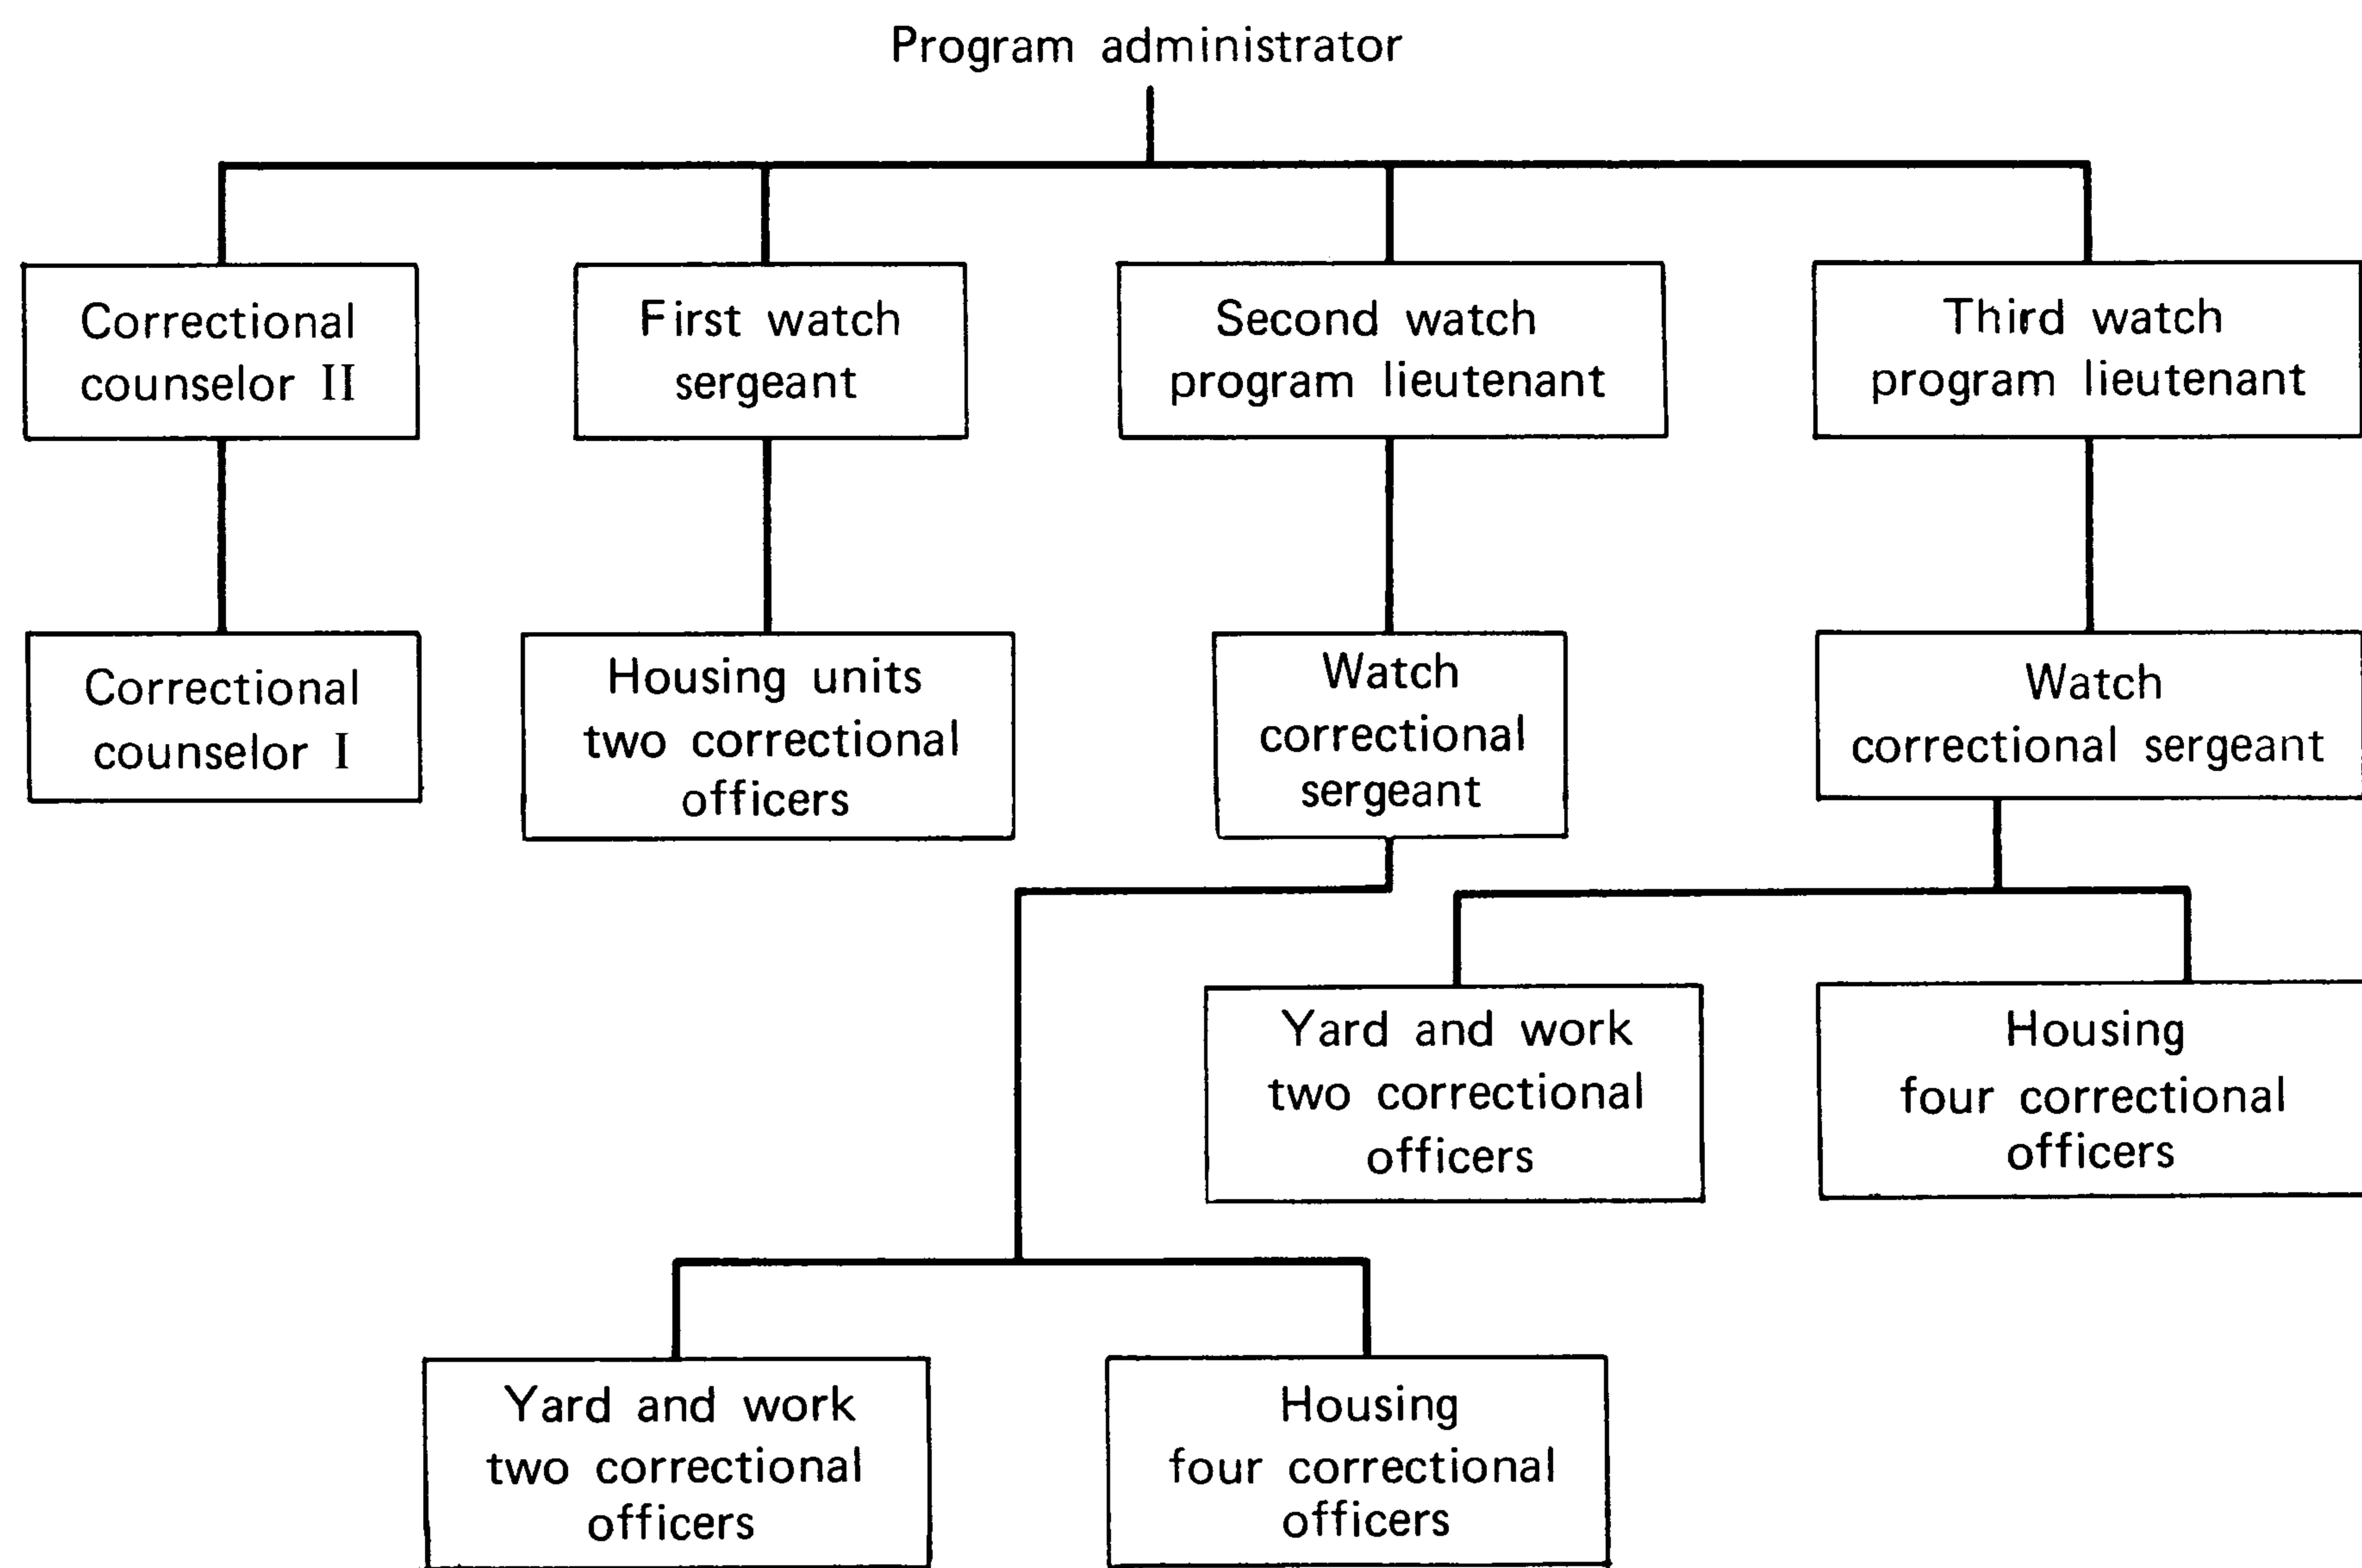 Program administrator
Correctional
counselor II
First watch
sergeant
Second watch
program lieutenant
Third watch
program lieutenant
Correctional
counselor I
Housing units
two correctional
officers
Watch
correctional
sergeant
Watch
correctional sergeant
Yard and work
two correctional
officers
Housing
four correctional
officers
Yard and work
two correctional
officers
Housing
four correctional
officers